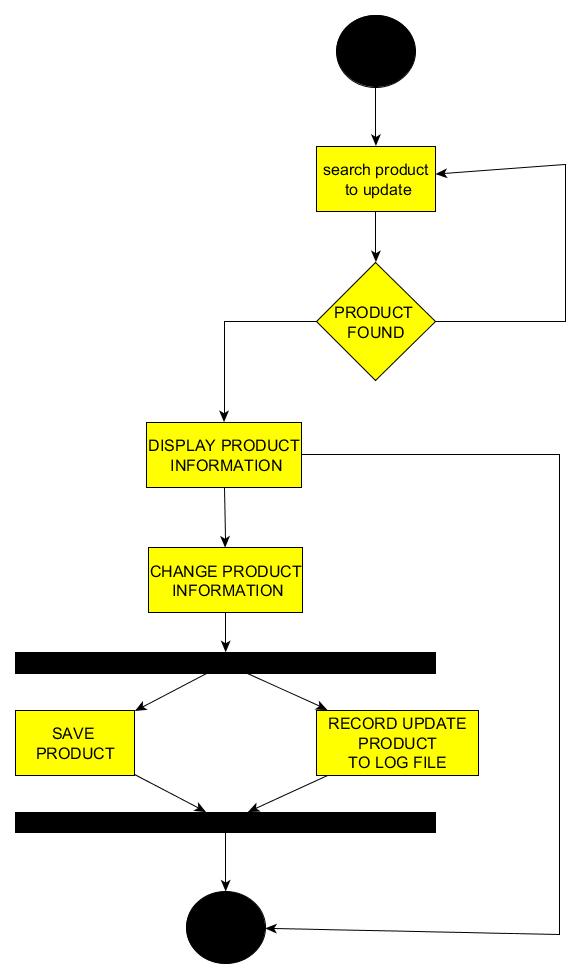 search product
to update
PRODUCT
FOUND
DISPLAY PRODUCT
INFORMATION
CHANGE PRODUCT
INFORMATION
SAVE
PRODUCT
RECORD UPDATE
PRODUCT
TO LOG FILE